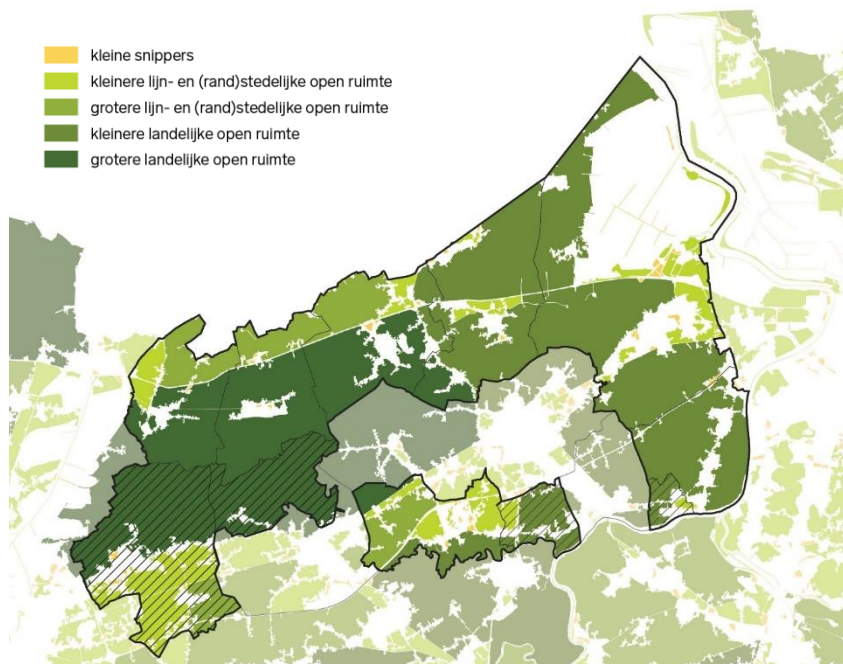 kleine snippers
kleinere lijn- en (rand)stedelijke open ruimte
grotere lijn- en (rand)stedelijke open ruimte
kleinere landelijke open ruimte
grotere landelijke open ruimte